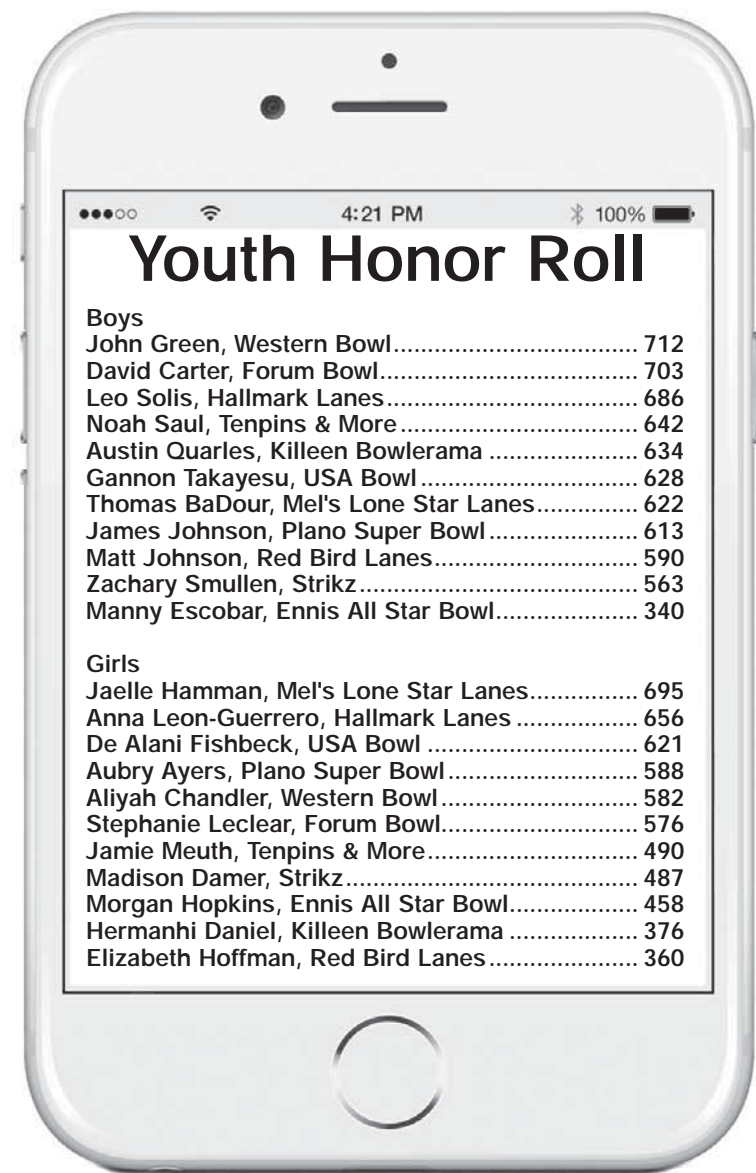 4:21 PM 100%
Youth Honor Roll
Boys
John Green, Western Bowl.................................... 712
David Carter, Forum Bowl...................................... 703
Leo Solis, Hallmark Lanes..................................... 686
Noah Saul, Tenpins & More................................... 642
Austin Quarles, Killeen Bowlerama ...................... 634
Gannon Takayesu, USA Bowl................................ 628
Thomas BaDour, Mel's Lone Star Lanes............... 622
James Johnson, Plano Super Bowl...................... 613
Matt Johnson, Red Bird Lanes.............................. 590
Zachary Smullen, Strikz......................................... 563
Manny Escobar, Ennis All Star Bowl..................... 340
Girls
Jaelle Hamman, Mel's Lone Star Lanes................ 695
Anna Leon-Guerrero, Hallmark Lanes .................. 656
De Alani Fishbeck, USA Bowl ............................... 621
Aubry Ayers, Plano Super Bowl............................ 588
Aliyah Chandler, Western Bowl............................. 582
Stephanie Leclear, Forum Bowl............................. 576
Jamie Meuth, Tenpins & More............................... 490
Madison Damer, Strikz........................................... 487
Morgan Hopkins, Ennis All Star Bowl................... 458
Hermanhi Daniel, Killeen Bowlerama ................... 376
Elizabeth Hoffman, Red Bird Lanes...................... 360